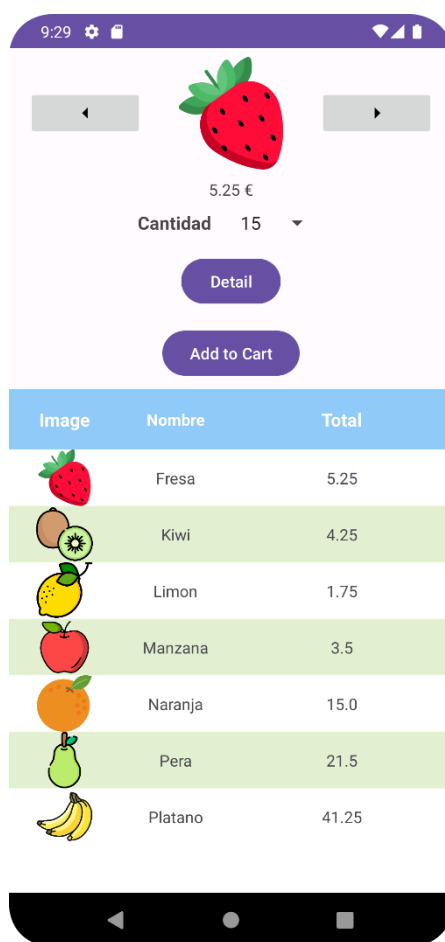 9:29
5.25 €
Cantidad 15
Detail
Add to Cart
Image Nombre Total
Fresa 5.25
Kiwi 4.25
Limon 1.75
Manzana 3.5
Naranja 15.0
Pera 21.5
Platano 41.25